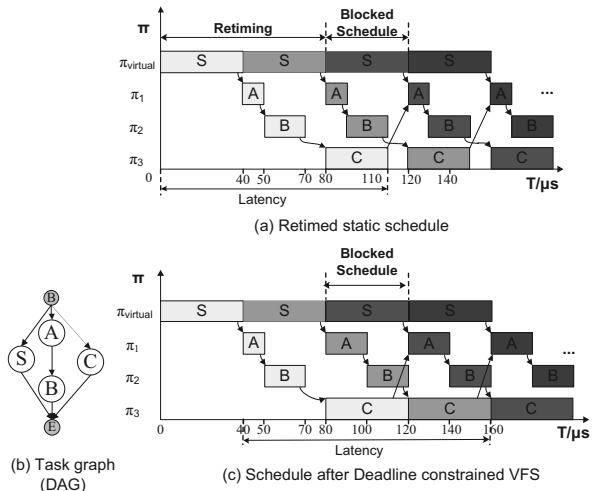 π
Retiming
Blocked
Schedule
πvirtual
S S S S
π1
A A A A
...
π2
B B B B
π3
C C C
0 40 50 70 80 110 120 140
T/µs
Latency
(a) Retimed static schedule
π
Blocked
Schedule
πvirtual
S S S S
π1
A A A A
...
π2
B B B B
π3
C C C
0 40 50 70 80 100 120 140 160
T/µs
Latency
(c) Schedule after Deadline constrained VFS
B
A
S
C
B
E
(b) Task graph
(DAG)